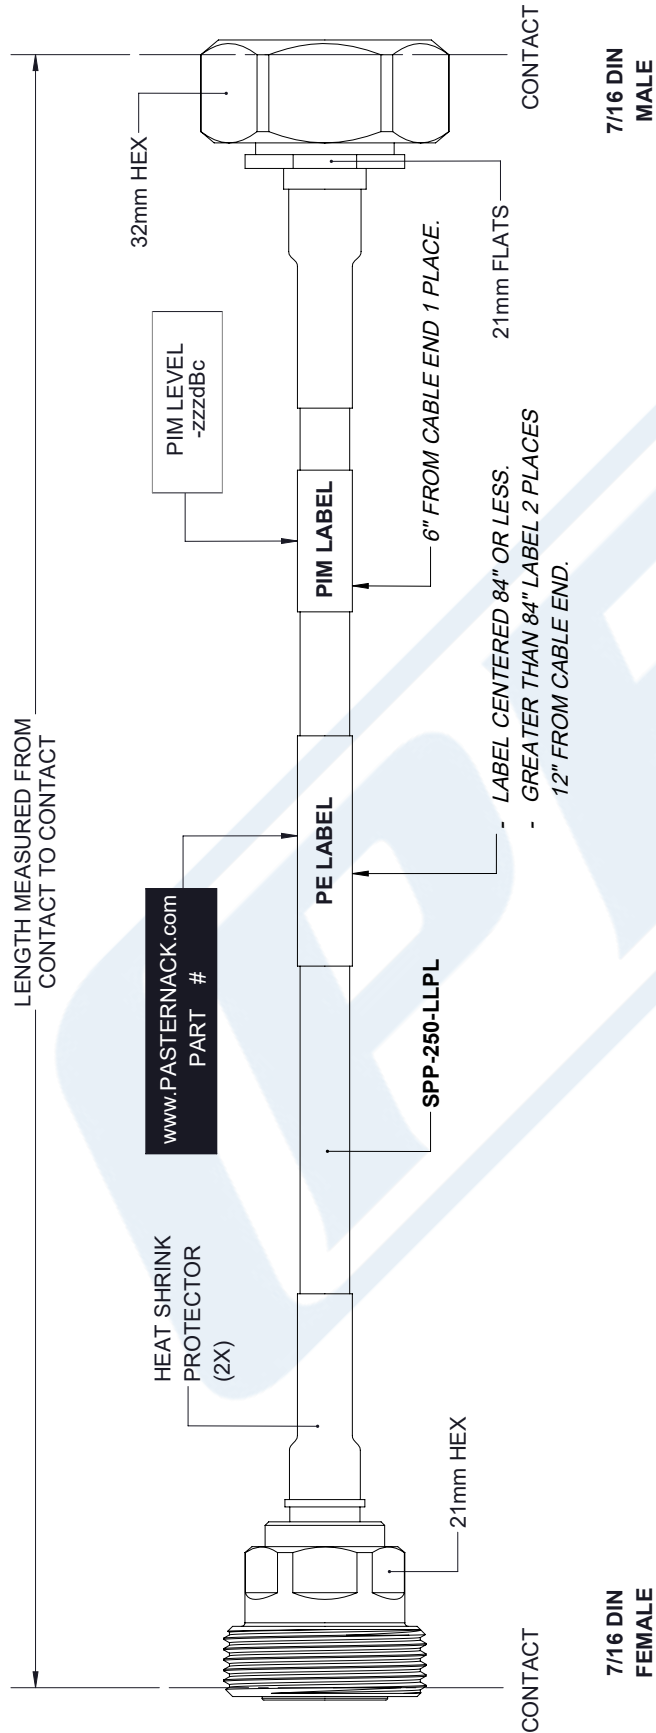 LENGTH MEASURED FROM
CONTACT TO CONTACT
HEAT SHRINK
PROTECTOR
(2X)
www.PASTERNACK.com
PART #
PIM LEVEL
-zzzdBc
32mm HEX
PE LABEL
PIM LABEL
21mm HEX
SPP-250-LLPL
- LABEL CENTERED 84" OR LESS.
- GREATER THAN 84" LABEL 2 PLACES
12" FROM CABLE END.
6" FROM CABLE END 1 PLACE.
21mm FLATS
CONTACT
CONTACT
7/16 DIN
FEMALE
7/16 DIN
MALE